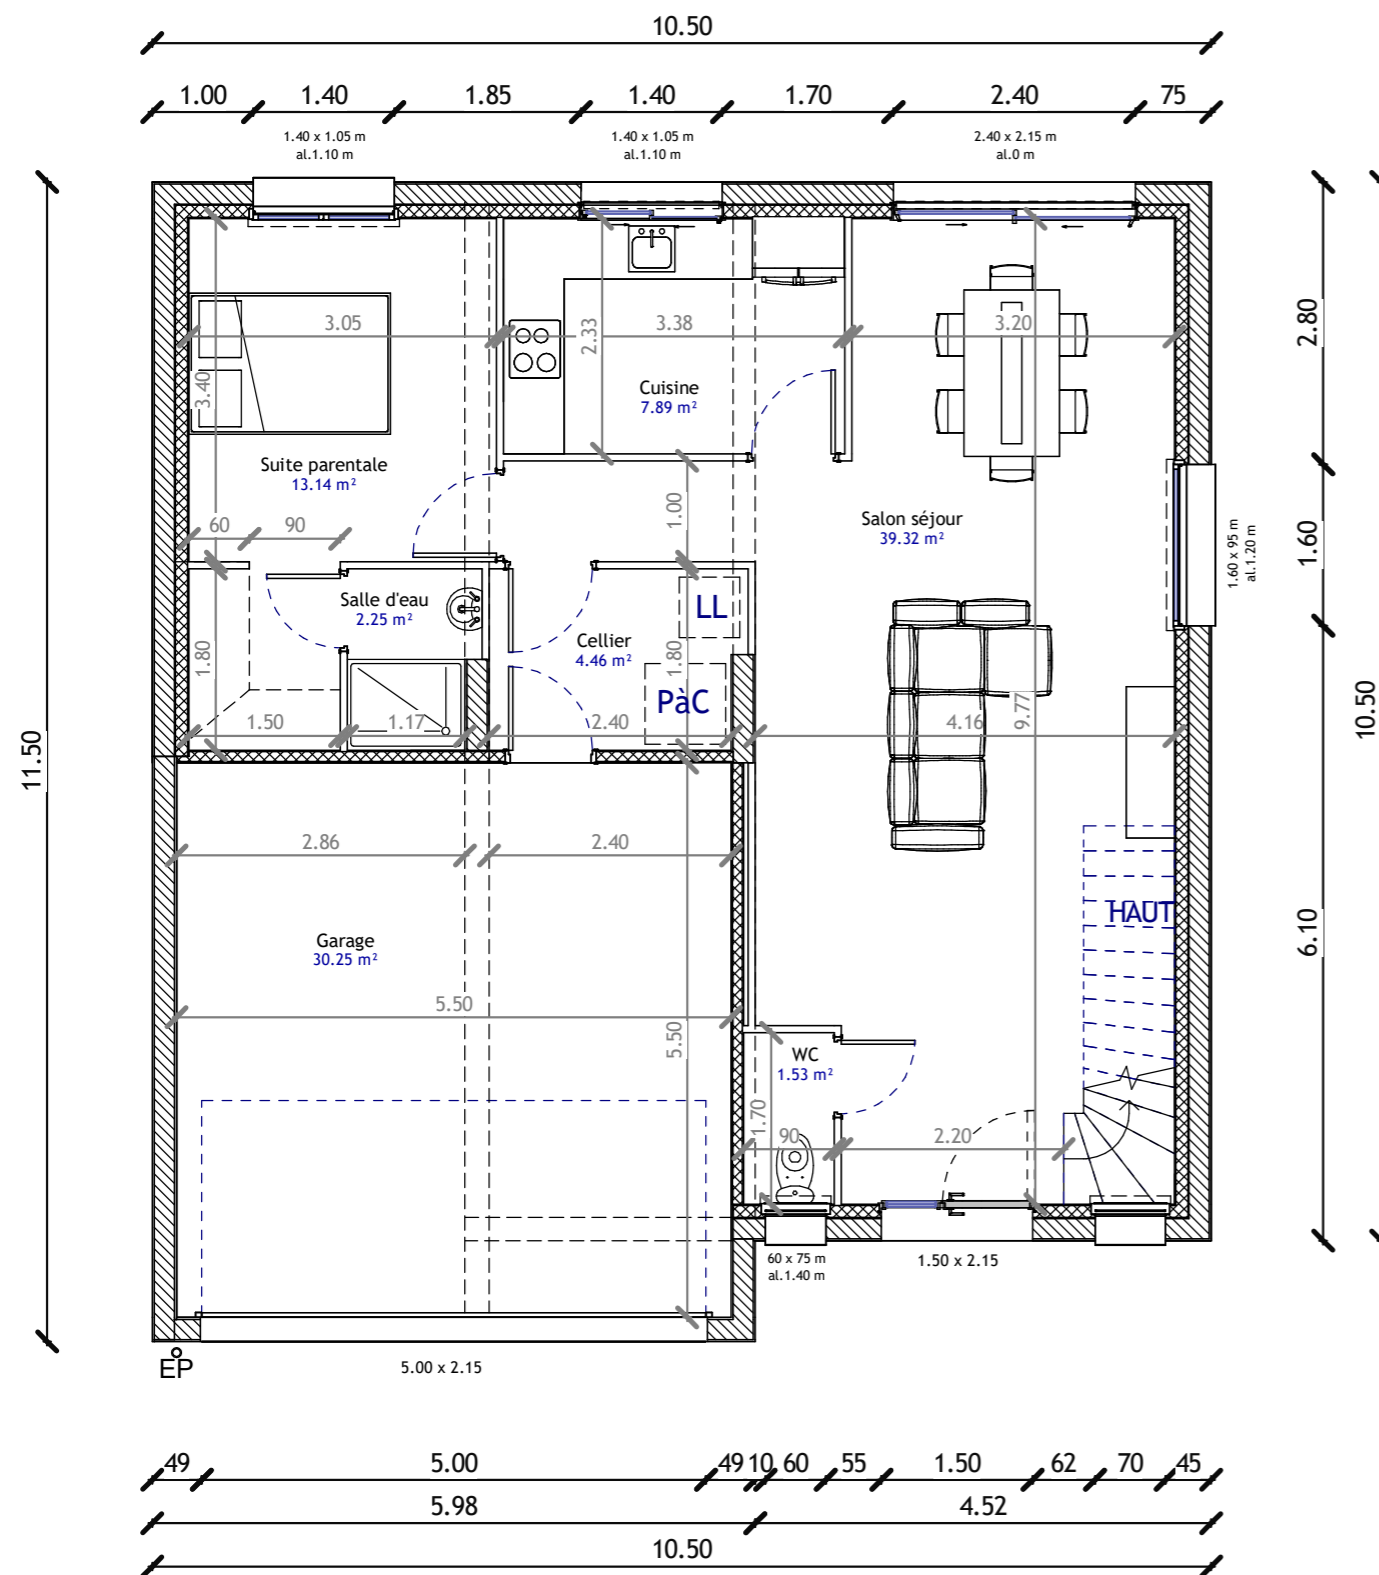 10.50
1.00 1.40 1.85 1.40 1.70 2.40 75
1.40 x 1.05 m
al.1.10 m
1.40 x 1.05 m
al.1.10 m
2.40 x 2.15 m
al.0 m
3.05
3.38
3.20
2.33
3.40
2.80
Cuisine
7.89 m²
Suite parentale
13.14 m²
60
90
1.00
Salon séjour
39.32 m²
1.60 x 95 m
al.1.20 m
1.60
Salle d'eau
2.25 m²
LL
Cellier
4.46 m²
1.80
1.80
PàC
1.50
1.17
2.40
4.16
9.77
11.50
10.50
2.86
2.40
HAUT
6.10
Garage
30.25 m²
5.50
5.50
WC
1.53 m²
1.70
90
2.20
60 x 75 m
al.1.40 m
1.50 x 2.15
EP
5.00 x 2.15
49 5.00 49 10 60 55 1.50 62 70 45
5.98 4.52
10.50